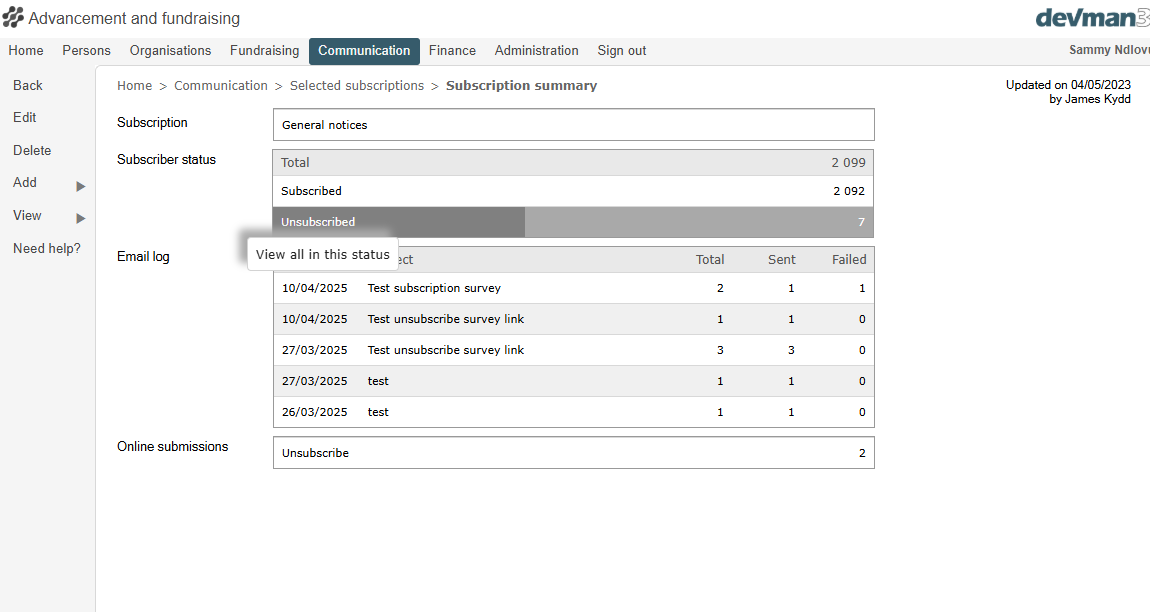 Advancement and fundraising
devman3
Home Persons Organisations Fundraising Communication Finance Administration Sign out
Back
Edit
Delete
Add
View
Need help?
Home > Communication > Selected subscriptions > Subscription summary
Updated on 04/05/2023
by James Kydd
Subscription General notices
Subscriber status Total 2 099
Subscribed 2 092
Unsubscribed 7
View all in this status
Email log Total Sent Failed
10/04/2025 Test subscription survey 2 1 1
10/04/2025 Test unsubscribe survey link 1 1 0
27/03/2025 Test unsubscribe survey link 3 3 0
27/03/2025 test 1 1 0
26/03/2025 test 1 1 0
Online submissions Unsubscribe 2
Sammy